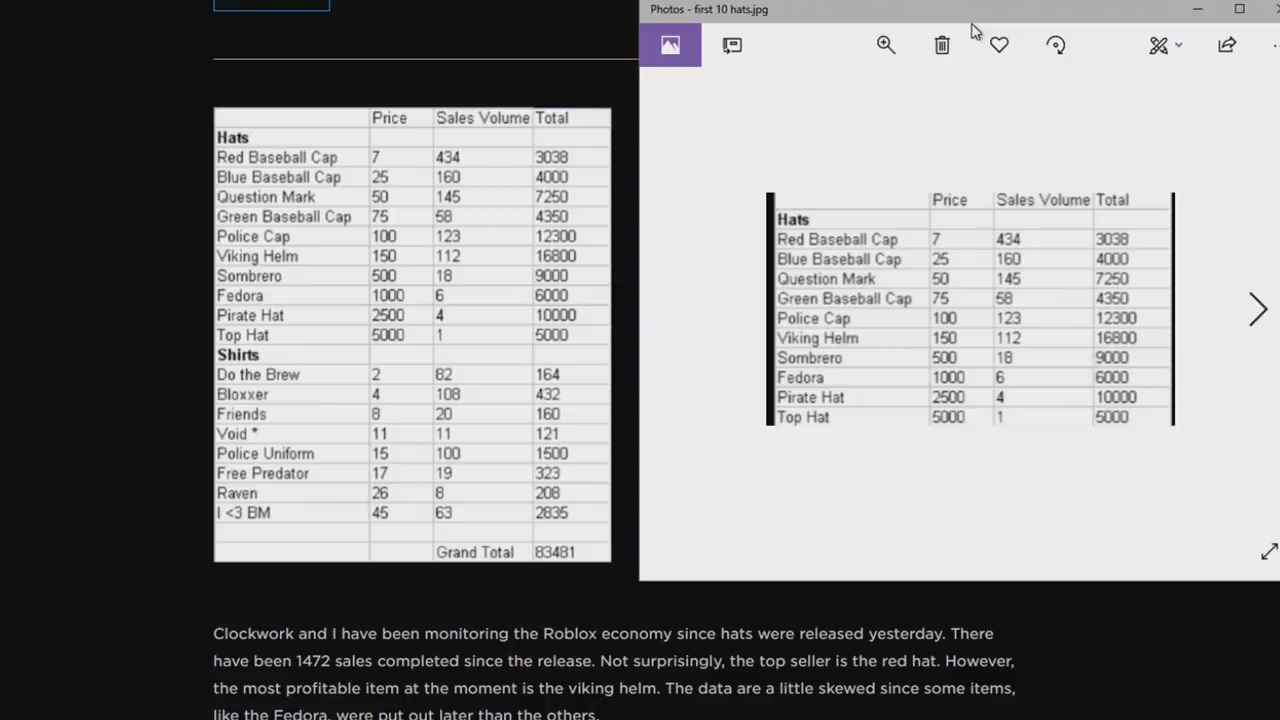 Photos - first 10 hats.jpg
Price Sales Volume Total
Hats
Red Baseball Cap 7 434 3038
Blue Baseball Cap 25 160 4000
Question Mark 50 145 7250
Green Baseball Cap 75 58 4350
Police Cap 100 123 12300
Viking Helm 150 112 16800
Sombrero 500 18 9000
Fedora 1000 6 6000
Pirate Hat 2500 4 10000
Top Hat 5000 1 5000
Shirts
Do the Brew 2 82 164
Bloxxer 4 108 432
Friends 8 20 160
Void * 11 11 121
Police Uniform 15 100 1500
Free Predator 17 19 323
Raven 26 8 208
I <3 BM 45 63 2835
Grand Total 83481
Price Sales Volume Total
Hats
Red Baseball Cap 7 434 3038
Blue Baseball Cap 25 160 4000
Question Mark 50 145 7250
Green Baseball Cap 75 58 4350
Police Cap 100 123 12300
Viking Helm 150 112 16800
Sombrero 500 18 9000
Fedora 1000 6 6000
Pirate Hat 2500 4 10000
Top Hat 5000 1 5000
Clockwork and I have been monitoring the Roblox economy since hats were released yesterday. There
have been 1472 sales completed since the release. Not surprisingly, the top seller is the red hat. However,
the most profitable item at the moment is the viking helm. The data are a little skewed since some items,
like the Fedora, were put out later than the others.